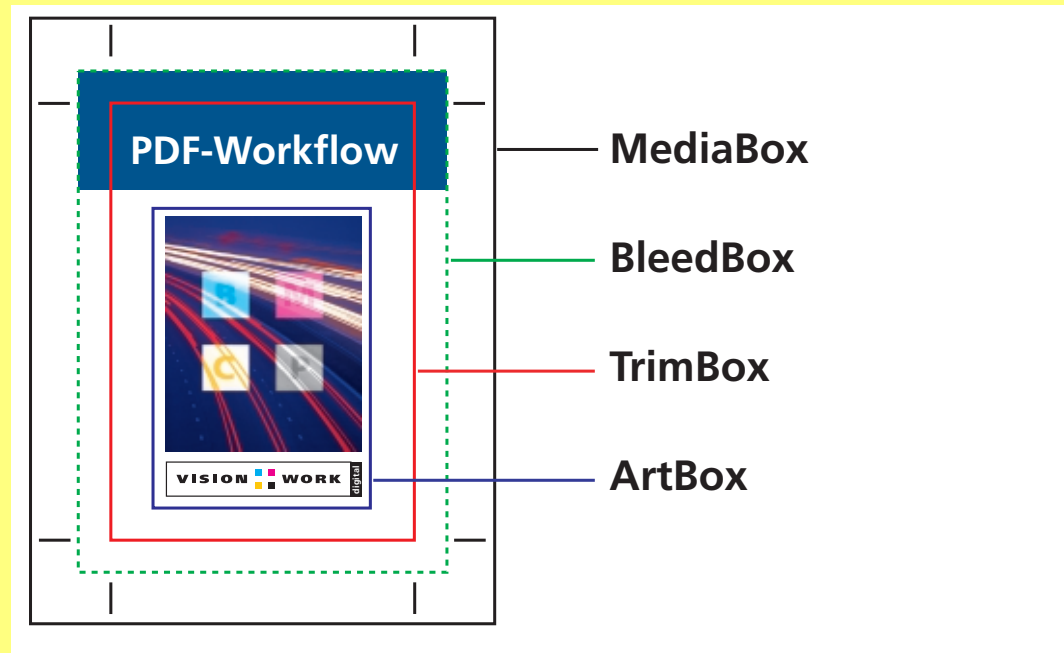 PDF-Workflow
MediaBox
BleedBox
B M
TrimBox
C P
VISION WORK digital
ArtBox